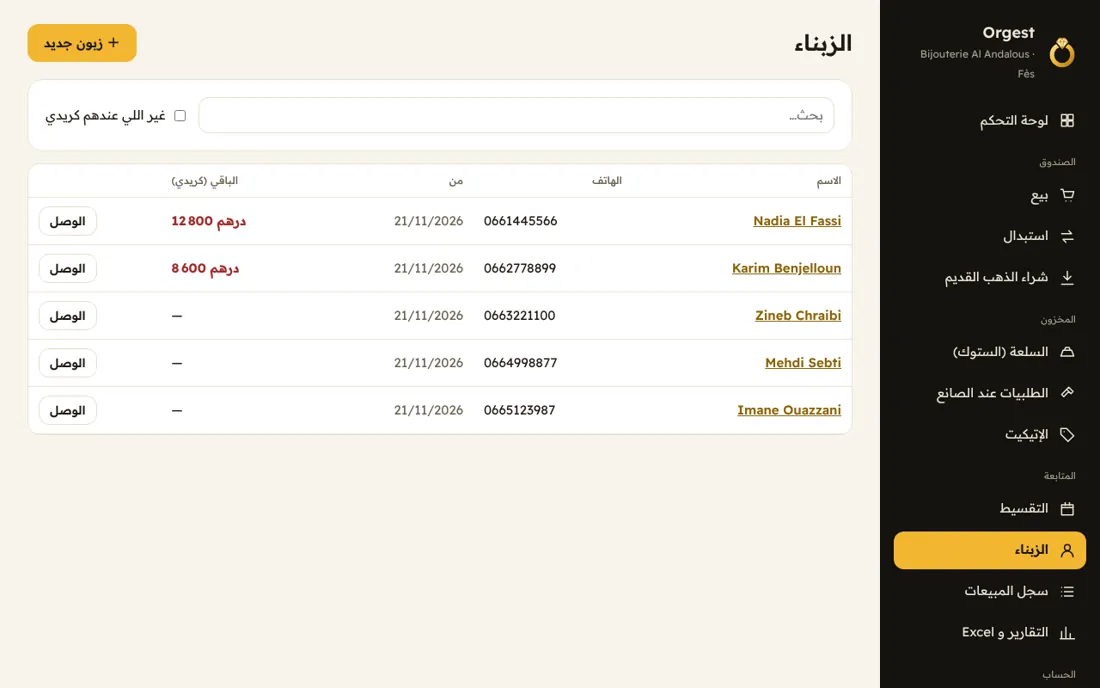 Orgest
Bijouterie Al Andalous ·
Fès
لوحة التحكم
الصندوق
بيع
استبدال
شراء الذهب القديم
المخزون
السلعة (الستوك)
الطلبيات عند الصانع
الإتيكيت
المتابعة
التقسيط
الزبناء
سجل المبيعات
التقارير و Excel
الحساب
الزبناء
+ زبون جديد
بحث...
غير اللي عندهم كريدي
الاسم الهاتف من الباقي (كريدي)
Nadia El Fassi 0661445566 21/11/2026 12 800 درهم الوصل
Karim Benjelloun 0662778899 21/11/2026 8 600 درهم الوصل
Zineb Chraibi 0663221100 21/11/2026 — الوصل
Mehdi Sebti 0664998877 21/11/2026 — الوصل
Imane Ouazzani 0665123987 21/11/2026 — الوصل